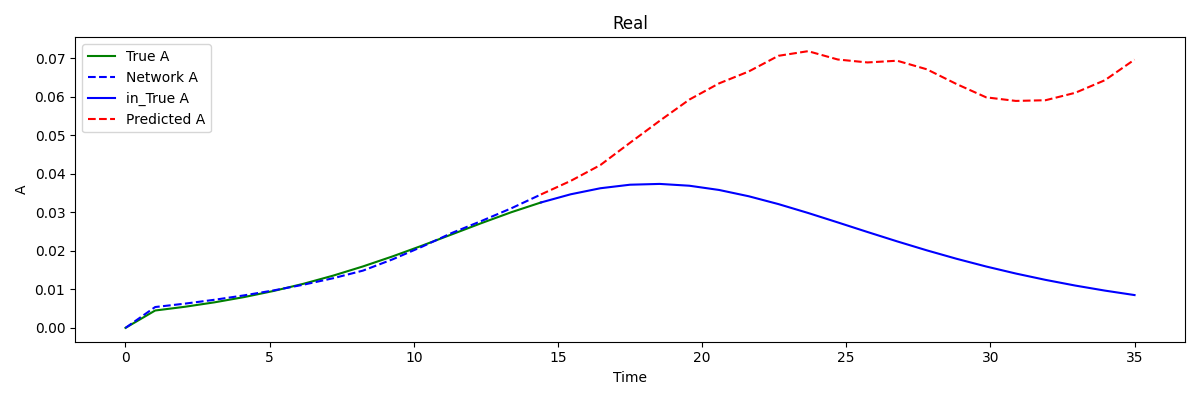 Real
True A
Network A
in_True A
Predicted A
0.07
0.06
0.05
0.04
0.03
0.02
0.01
0.00
A
0 5 10 15 20 25 30 35
Time